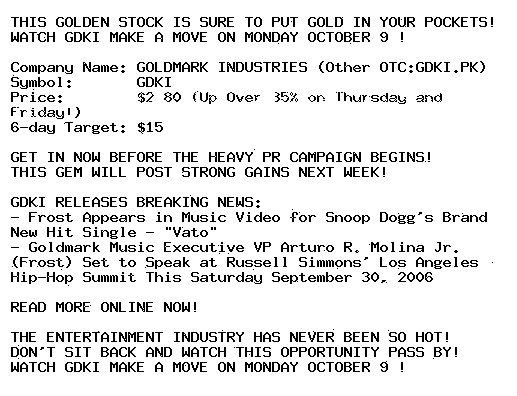 THIS GOLDEN STOCK IS SURE TO PUT GOLD IN YOUR POCKETS!
WATCH GDKI MAKE A MOVE ON MONDAY OCTOBER 9 !
Company Name: GOLDMARK INDUSTRIES (Other OTC:GDKI.PK)
Symbol: GDKI
Price: $2 80 (Up Over 35% on Thursday and
Friday!)
6-day Target: $15
GET IN NOW BEFORE THE HEAVY PR CAMPAIGN BEGINS!
THIS GEM WILL POST STRONG GAINS NEXT WEEK!
GDKI RELEASES BREAKING NEWS:
- Frost Appears in Music Video for Snoop Dogg's Brand
New Hit Single - "Vato"
- Goldmark Music Executive VP Arturo R. Molina Jr.
(Frost) Set to Speak at Russell Simmons' Los Angeles
Hip-Hop Summit This Saturday September 30, 2006
READ MORE ONLINE NOW!
THE ENTERTAINMENT INDUSTRY HAS NEVER BEEN SO HOT!
DON'T SIT BACK AND WATCH THIS OPPORTUNITY PASS BY!
WATCH GDKI MAKE A MOVE ON MONDAY OCTOBER 9 !